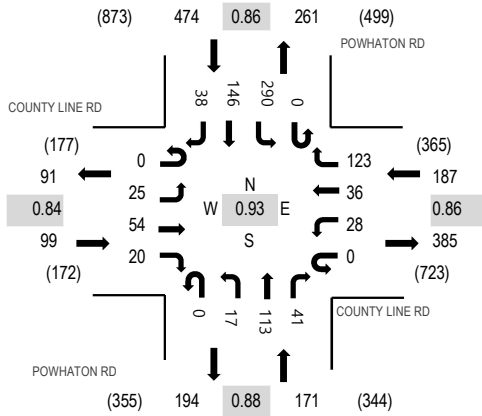 (873) 474 0.86 261 (499)
POWHATON RD
38 146 290 0
COUNTY LINE RD
(177) 0 123 (365)
91 25 36 187
N
0.84 W 0.93 E 0.86
54 28
S
99 20 0 385
(172) (723)
0 17 113 41
COUNTY LINE RD
POWHATON RD
(355) 194 0.88 171 (344)